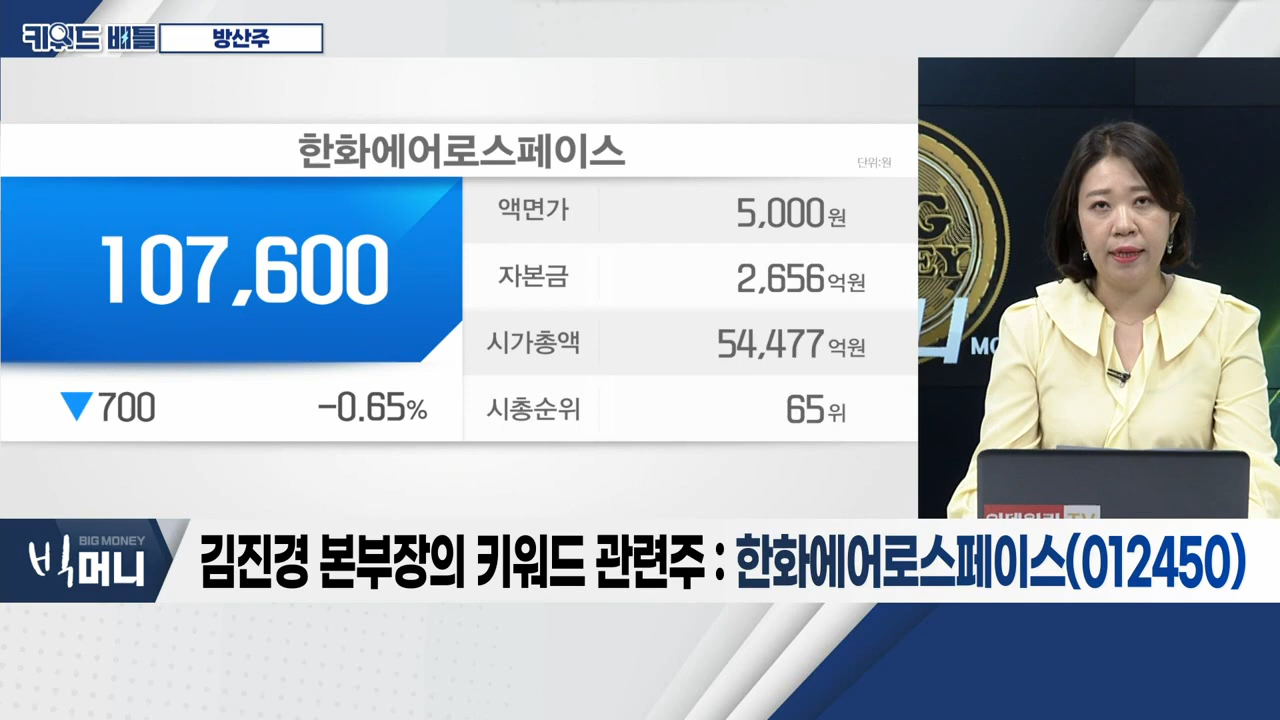 키워드 배틀
방산주
한화에어로스페이스
단위:원
107,600
▼700 -0.65%
액면가 5,000원
자본금 2,656억원
시가총액 54,477억원
시총순위 65위
BIG MONEY
빅머니
김진경 본부장의 키워드 관련주 : 한화에어로스페이스(012450)